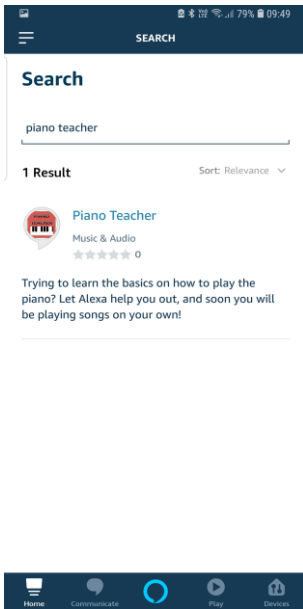 79% 09:49
SEARCH
Search
piano teacher
1 Result
Sort: Relevance
Piano Teacher
Music & Audio
0
Trying to learn the basics on how to play the
piano? Let Alexa help you out, and soon you will
be playing songs on your own!
Home Communicate Play Devices